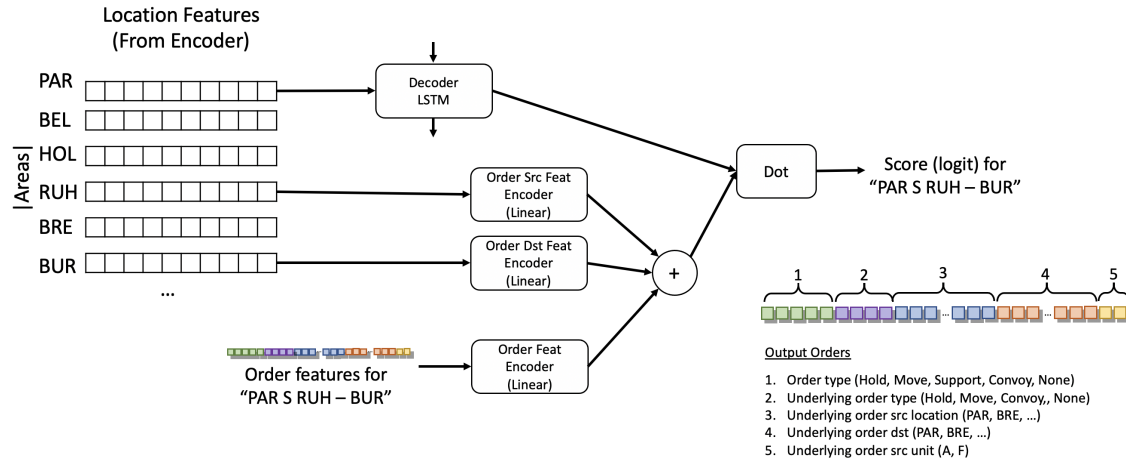 Location Features
(From Encoder)
|Areas|
PAR
BEL
HOL
RUH
BRE
BUR
...
Decoder
LSTM
Order Src Feat
Encoder
(Linear)
Order Dst Feat
Encoder
(Linear)
Order Feat
Encoder
(Linear)
+
Dot
Score (logit) for
“PAR S RUH – BUR”
Order features for
“PAR S RUH – BUR”
1 2 3 4 5
... ...
Output Orders
1. Order type (Hold, Move, Support, Convoy, None)
2. Underlying order type (Hold, Move, Convoy,, None)
3. Underlying order src location (PAR, BRE, ...)
4. Underlying order dst (PAR, BRE, ...)
5. Underlying order src unit (A, F)